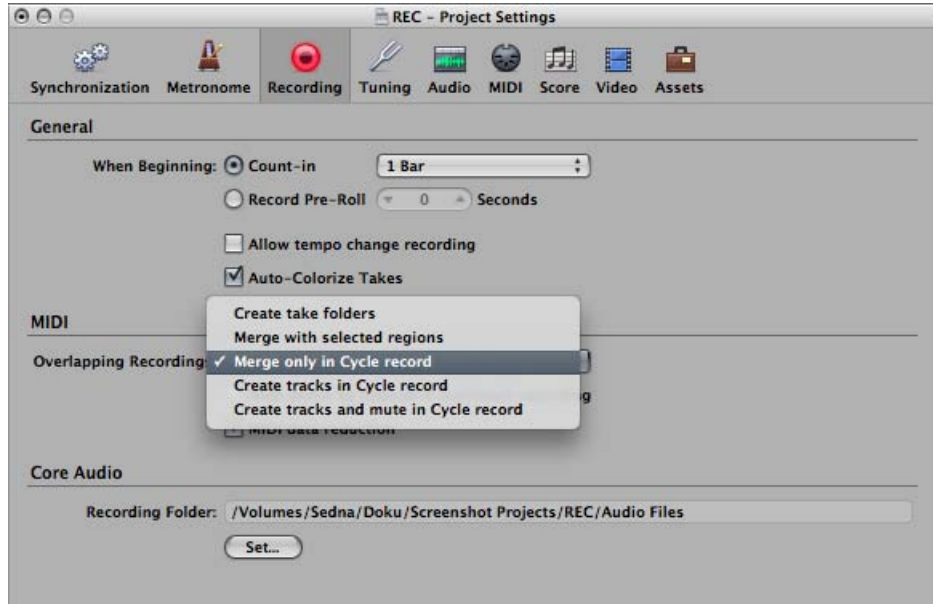 REC – Project Settings
Synchronization Metronome Recording Tuning Audio MIDI Score Video Assets
General
When Beginning: Count-in 1 Bar
Record Pre-Roll 0 Seconds
Allow tempo change recording
Auto-Colorize Takes
Create take folders
MIDI
Merge with selected regions
Overlapping Recording Merge only in Cycle record
Create tracks in Cycle record
Create tracks and mute in Cycle record
MIDI data reduction
Core Audio
Recording Folder: /Volumes/Sedna/Doku/Screenshot Projects/REC/Audio Files
Set...